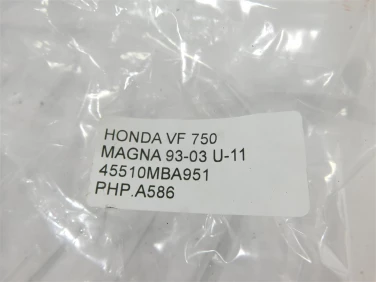 HONDA VF 750
MAGNA 93-03 U-11
45510MBA951
PHP.A586